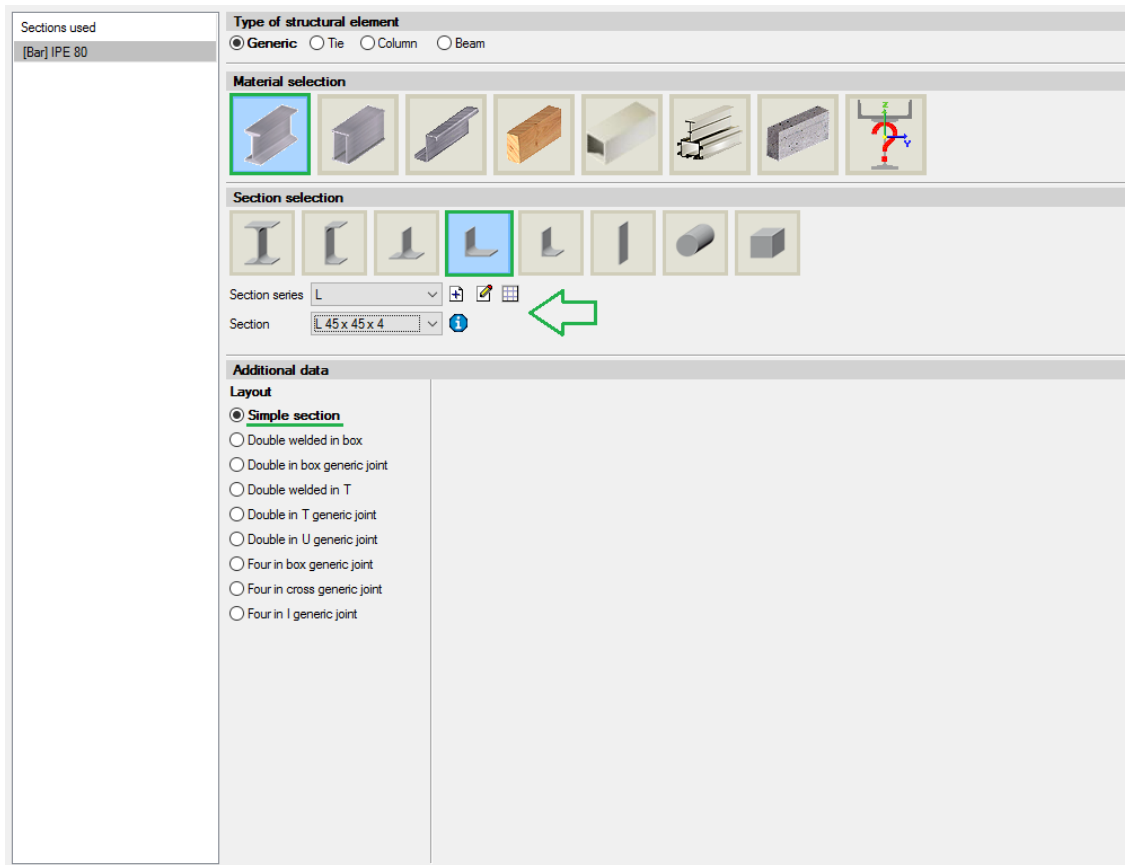 Sections used
[Bar] IPE 80
Type of structural element
Generic Tie Column Beam
Material selection
Z
Y
Section selection
Section series L
Section L 45 x 45 x 4
Additional data
Layout
Simple section
Double welded in box
Double in box generic joint
Double welded in T
Double in T generic joint
Double in U generic joint
Four in box generic joint
Four in cross generic joint
Four in I generic joint